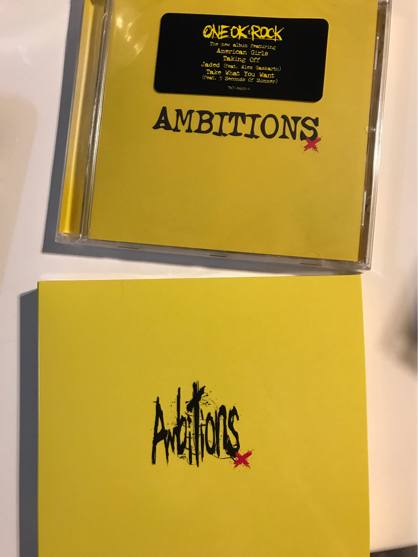 ONE OK ROCK
The new album featuring
American Girls
Taking Off
Jaded (feat. Alex Gaskarth)
Take What You Want
(feat. 5 Seconds Of Summer)
AMBITIONS
Ambitions